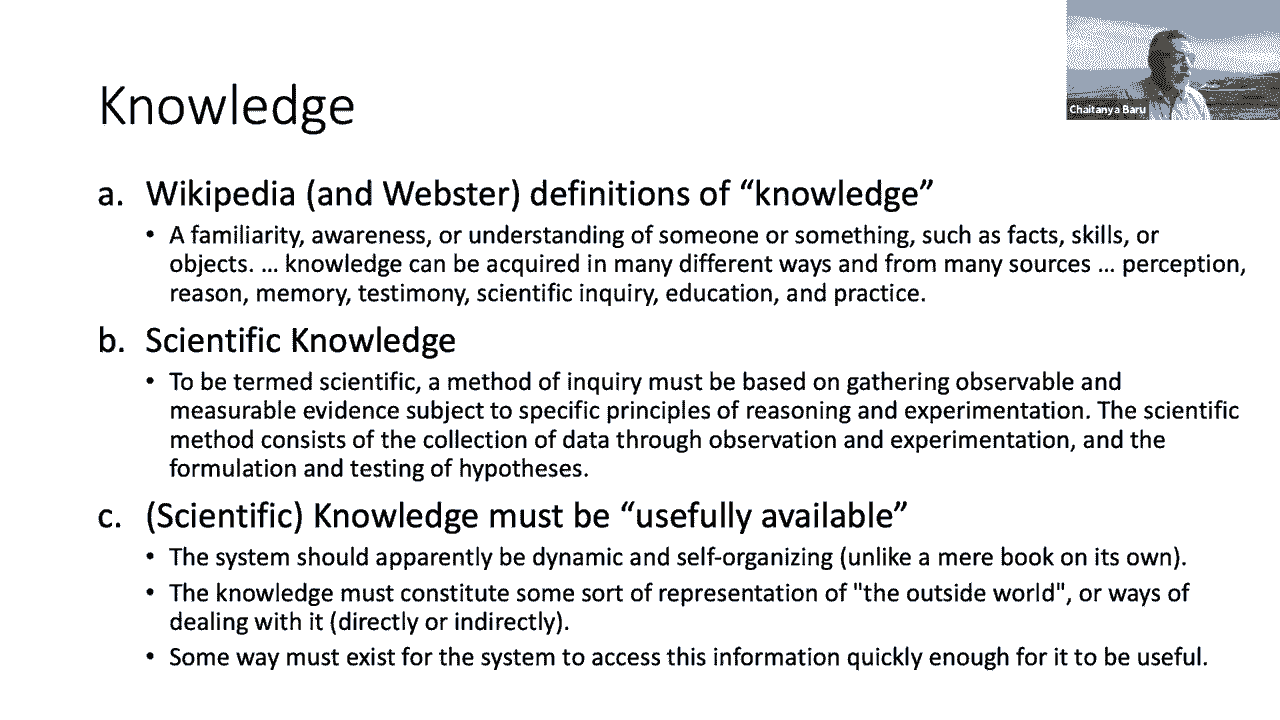 Chaitanya Baru
Knowledge
a. Wikipedia (and Webster) definitions of “knowledge”
• A familiarity, awareness, or understanding of someone or something, such as facts, skills, or
objects. ... knowledge can be acquired in many different ways and from many sources ... perception,
reason, memory, testimony, scientific inquiry, education, and practice.
b. Scientific Knowledge
• To be termed scientific, a method of inquiry must be based on gathering observable and
measurable evidence subject to specific principles of reasoning and experimentation. The scientific
method consists of the collection of data through observation and experimentation, and the
formulation and testing of hypotheses.
c. (Scientific) Knowledge must be “usefully available”
• The system should apparently be dynamic and self-organizing (unlike a mere book on its own).
• The knowledge must constitute some sort of representation of "the outside world", or ways of
dealing with it (directly or indirectly).
• Some way must exist for the system to access this information quickly enough for it to be useful.